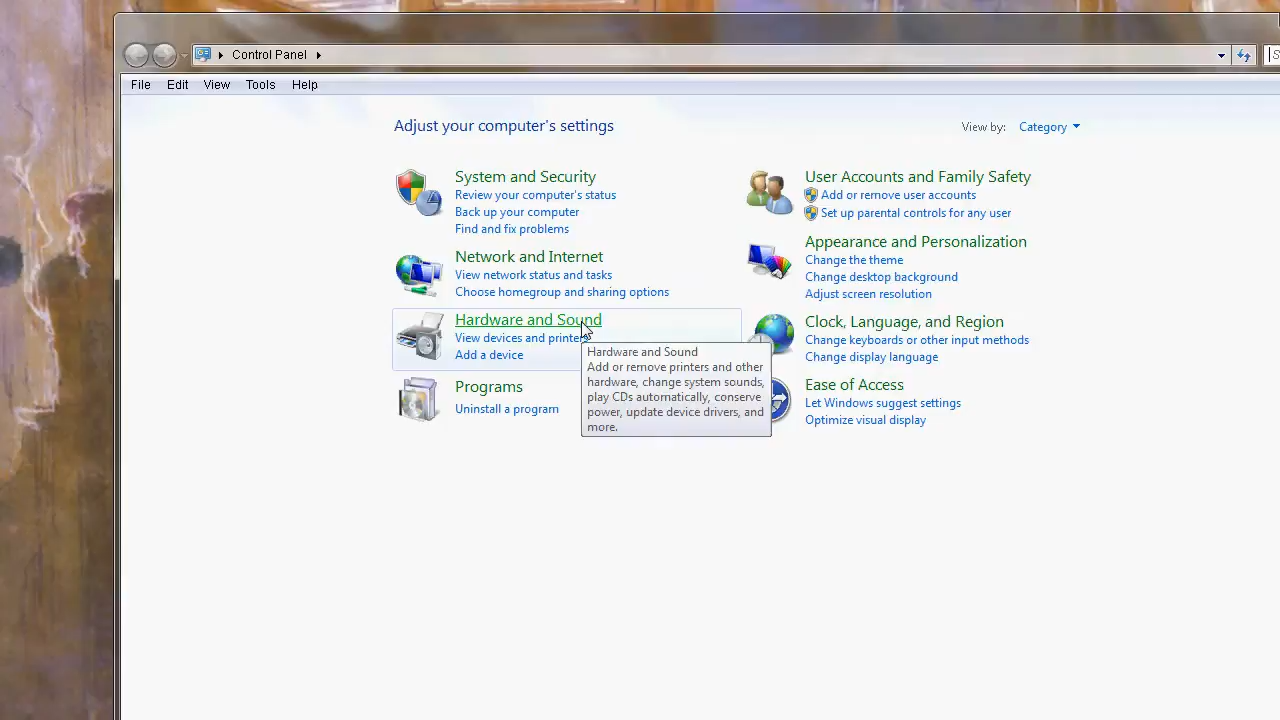 Control Panel
File Edit View Tools Help
Adjust your computer's settings
View by: Category
System and Security
Review your computer's status
Back up your computer
Find and fix problems
Network and Internet
View network status and tasks
Choose homegroup and sharing options
Hardware and Sound
View devices and printers
Add a device
Programs
Uninstall a program
User Accounts and Family Safety
Add or remove user accounts
Set up parental controls for any user
Appearance and Personalization
Change the theme
Change desktop background
Adjust screen resolution
Clock, Language, and Region
Change keyboards or other input methods
Change display language
Ease of Access
Let Windows suggest settings
Optimize visual display
Hardware and Sound
Add or remove printers and other
hardware, change system sounds,
play CDs automatically, conserve
power, update device drivers, and
more.